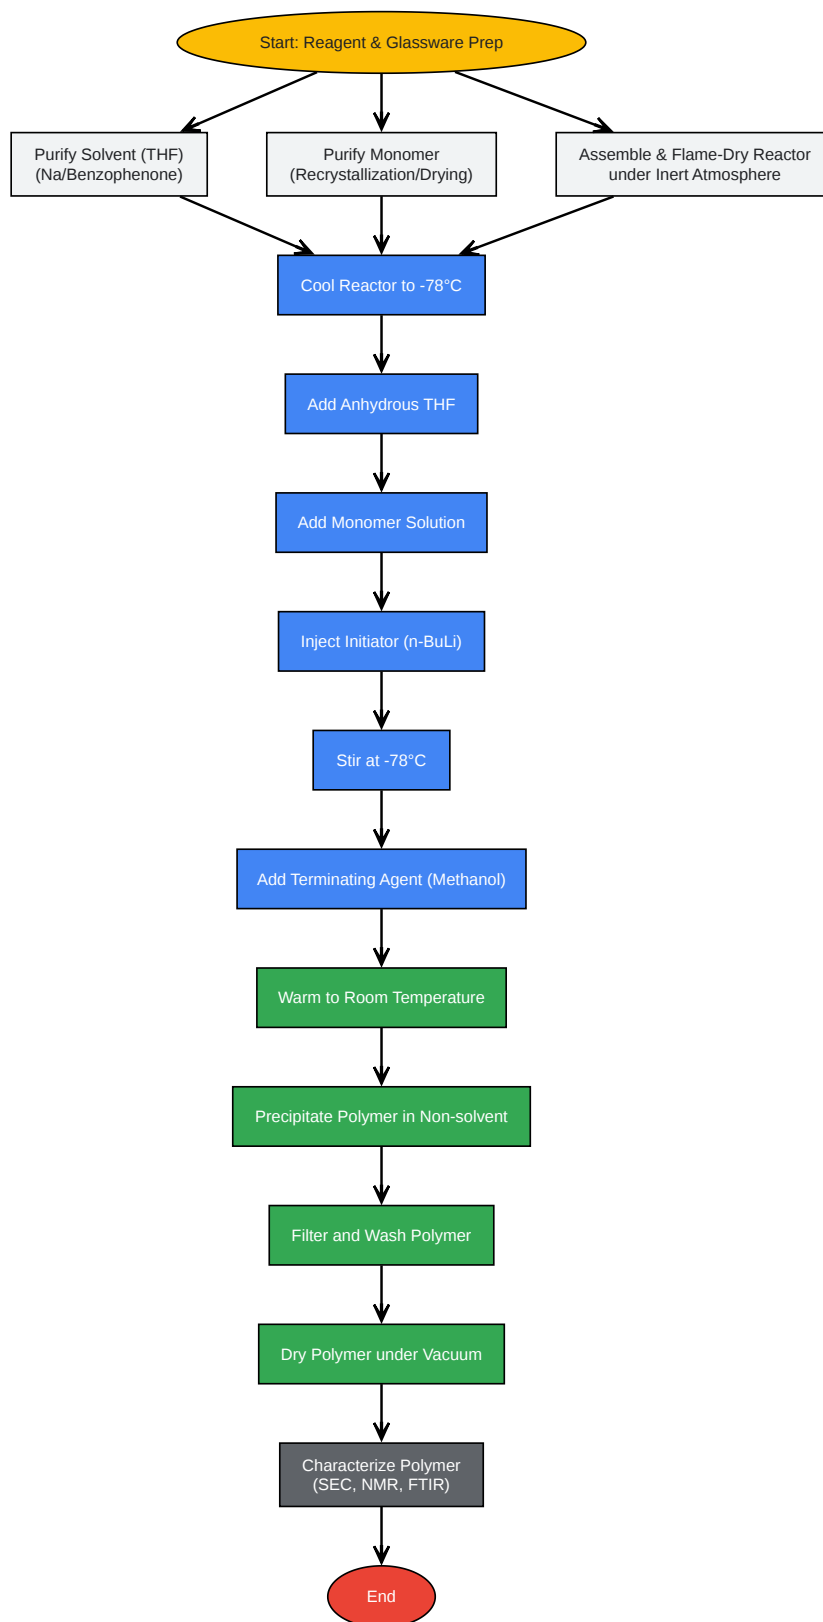 Start: Reagent & Glassware Prep
Purify Solvent (THF)
(Na/Benzophenone)
Purify Monomer
(Recrystallization/Drying)
Assemble & Flame-Dry Reactor
under Inert Atmosphere
Cool Reactor to -78°C
Add Anhydrous THF
Add Monomer Solution
Inject Initiator (n-BuLi)
Stir at -78°C
Add Terminating Agent (Methanol)
Warm to Room Temperature
Precipitate Polymer in Non-solvent
Filter and Wash Polymer
Dry Polymer under Vacuum
Characterize Polymer
(SEC, NMR, FTIR)
End